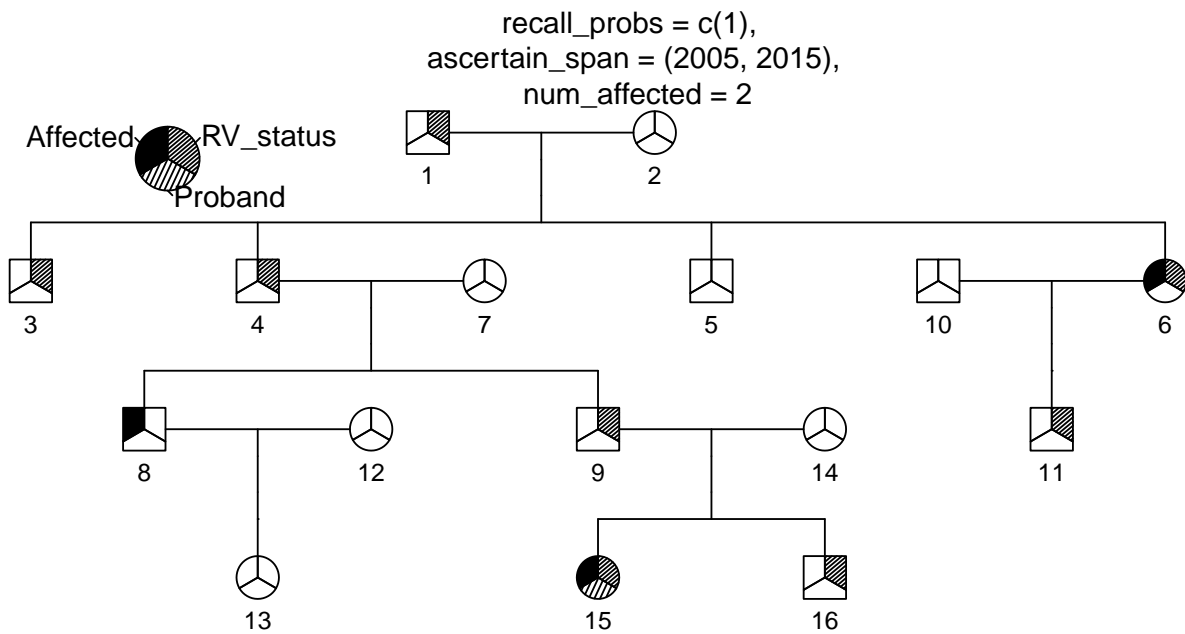 recall_probs = c(1),
ascertain_span = (2005, 2015),
num_affected = 2
Affected
RV_status
Proband
1
2
3
4
7
5
10
6
8
12
9
14
11
13
15
16